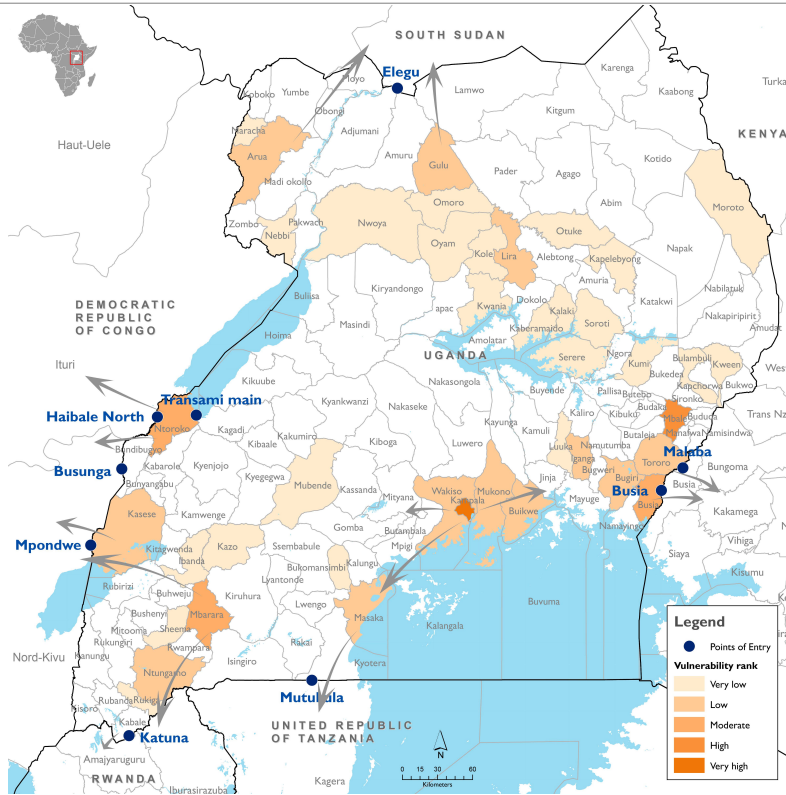 SOUTH SUDAN
Elegu
Moyo
Karenga
Koboko
Yumbe
Lamwo
Kaabong
Turka
Obongi
Kitgum
Naracha
Adjumani
KENYA
Haut-Uele
Arua
Amuru
Gulu
Pader
Agago
Kotido
Madi okollo
Omoro
Abim
Moroto
Zombo
Pakwach
Nwoya
Nebbi
Oyam
Otuke
Napak
Kole
Lira
Alebtong
Kapelebyong
Amuria
Kiryandongo
Nabilatuk
Buliisa
apac
Kwania
Dokolo
Katakwi
DEMOCRATIC
REPUBLIC
OF CONGO
Masindi
Kalaki
Soroti
Nakapiripirit
Kaberamaido
Amudat
Hoima
Amolatar
UGANDA
Serere
Ngora
Kumi
Bulambuli
Kween
Ituri
Bukedea
Wes
Kikuube
Nakasongola
Kapchorwa
Bukwo
Buyende
Pallisa
Butebo
Sironko
Transami main
Kyankwanzi
Nakaseke
Haibale North
Kaliro
Kibuku
Budaka
Mbale
Bududa
Trans Nz
Ntoroko
Kagadi
Kayunga
Kamuli
Manafwa
Namisindwa
Kakumiro
Kiboga
Luwero
Butaleja
Bundibugyo
Kibaale
Luuka
Namutumba
Malaba
Busunga
Kabarole
Kyenjojo
Iganga
Tororo
Bungoma
Bunyangabu
Kyegegwa
Mubende
Kassanda
Mityana
Wakiso
Mukono
Jinja
Bugweri
Bugiri
Busia
Busia
Kampala
Busia
Mayuge
Kasese
Kamwenge
Gomba
Butambala
Buikwe
Namayingo
Kakamega
Mpondwe
Kitagwenda
Kazo
Ssembabule
Mpigi
Vihiga
Ibanda
Kalungu
Siaya
Bukomansimbi
Kisumu
Rubirizi
Buhweju
Kiruhura
Lyantonde
Buvuma
Bushenyi
Mbarara
Lwengo
Masaka
Legend
Mitooma
Sheema
Kalangala
Rukungiri
Rwampara
Rakai
Points of Entry
Nord-Kivu
Kanungu
Isingiro
Kyotera
Vulnerability rank
Ntungamo
Very low
Mutukula
Low
Rubanda
Rukiga
Kisoro
Kabale
UNITED REPUBLIC
OF TANZANIA
Moderate
Katuna
High
Amajyaruguru
N
Very high
RWANDA
Kagera
0 15 30 60
Kilometers
Iburasirazuba